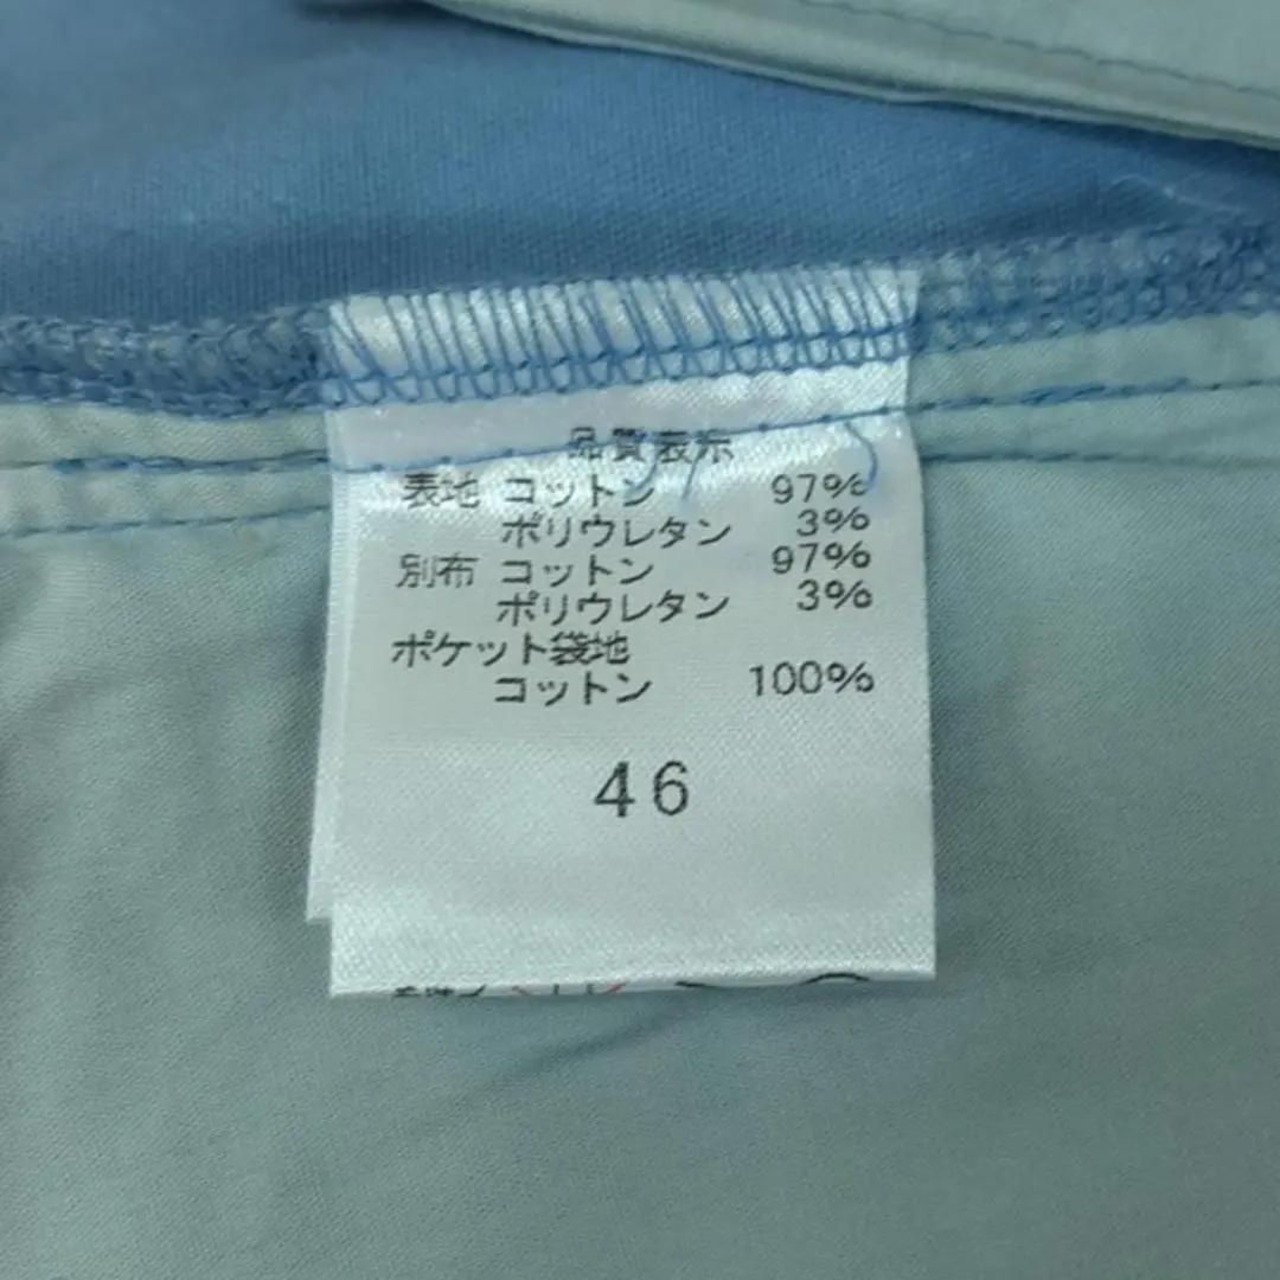 品質表示
表地 コットン 97%
ポリウレタン 3%
別布 コットン 97%
ポリウレタン 3%
ポケット袋地
コットン 100%
46